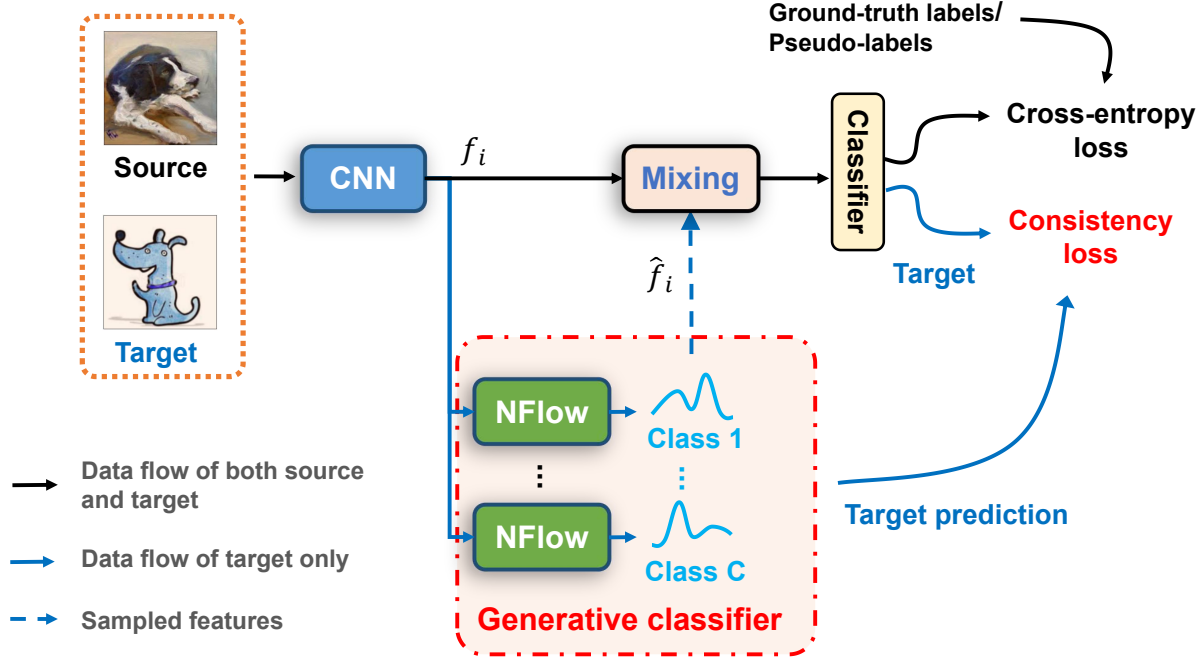 Ground-truth labels/
Pseudo-labels
Source
Target
CNN
f_i
Mixing
Classifier
Cross-entropy
loss
Consistency
loss
Target
f̂_i
NFlow
Class 1
⋮
⋮
NFlow
Class C
Generative classifier
Target prediction
Data flow of both source
and target
Data flow of target only
Sampled features